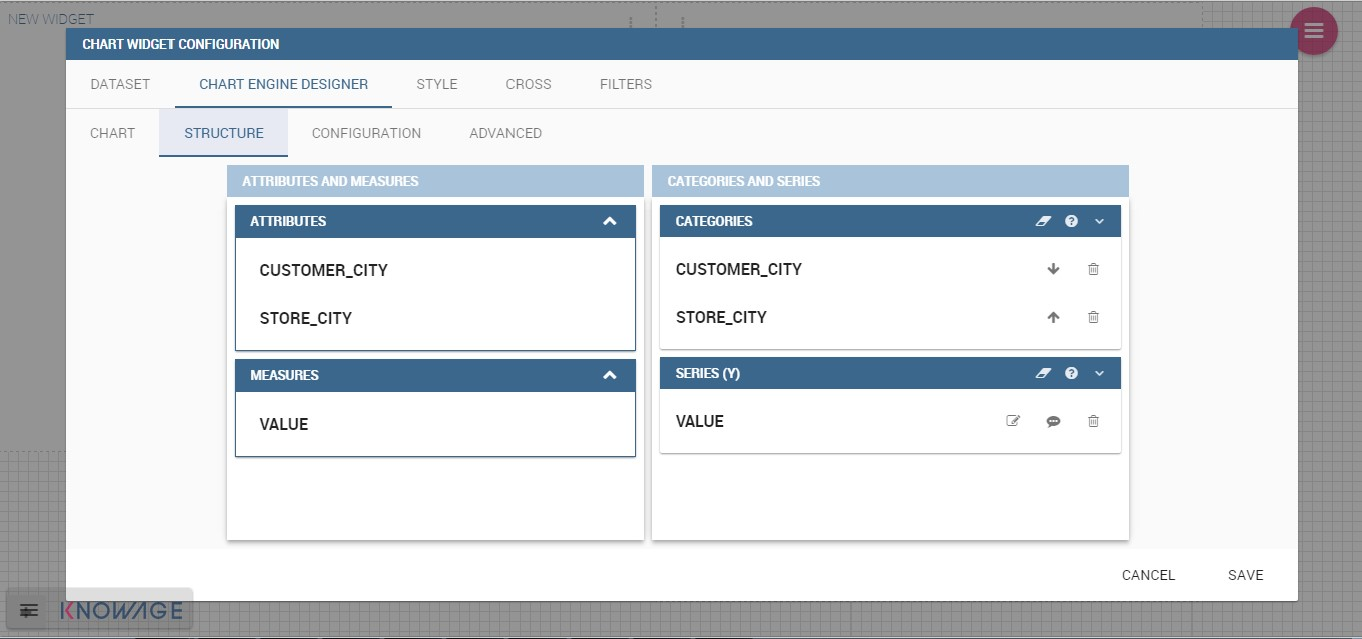 NEW WIDGET
CHART WIDGET CONFIGURATION
DATASET CHART ENGINE DESIGNER STYLE CROSS FILTERS
CHART STRUCTURE CONFIGURATION ADVANCED
ATTRIBUTES AND MEASURES
ATTRIBUTES
CUSTOMER_CITY
STORE_CITY
MEASURES
VALUE
CATEGORIES AND SERIES
CATEGORIES
CUSTOMER_CITY
STORE_CITY
SERIES (Y)
VALUE
CANCEL SAVE
KNOWAGE